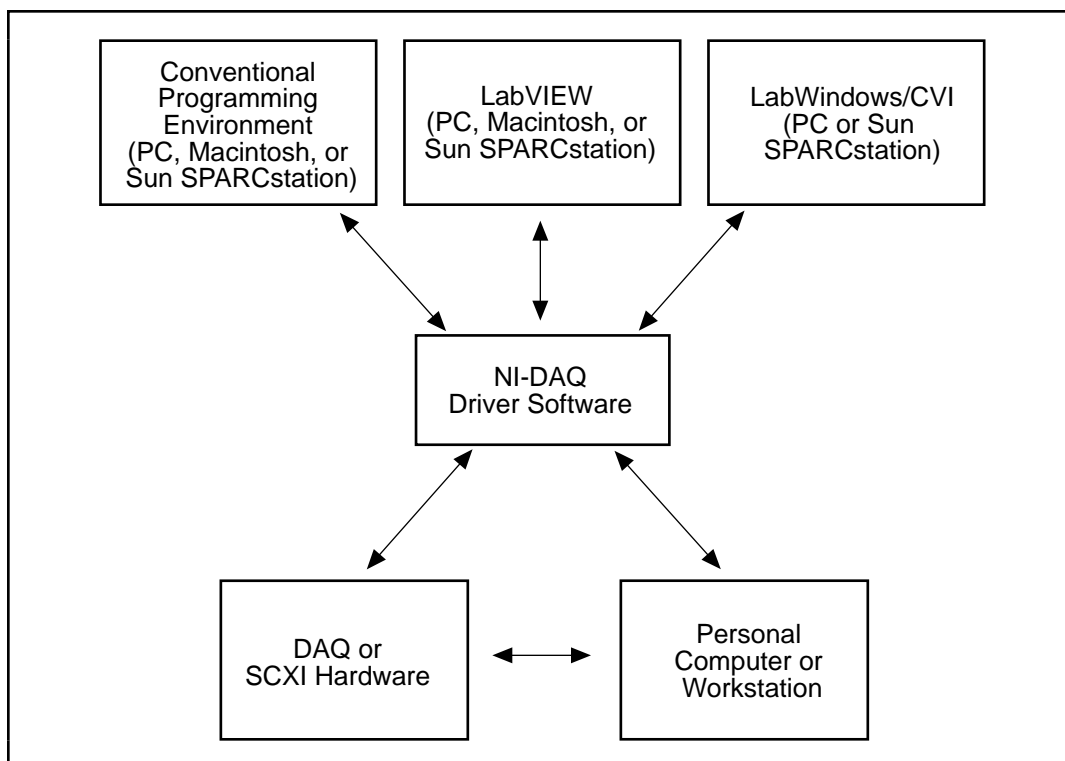 Conventional
Programming
Environment
(PC, Macintosh, or
Sun SPARCstation)
LabVIEW
(PC, Macintosh, or
Sun SPARCstation)
LabWindows/CVI
(PC or Sun
SPARCstation)
NI-DAQ
Driver Software
DAQ or
SCXI Hardware
Personal
Computer or
Workstation